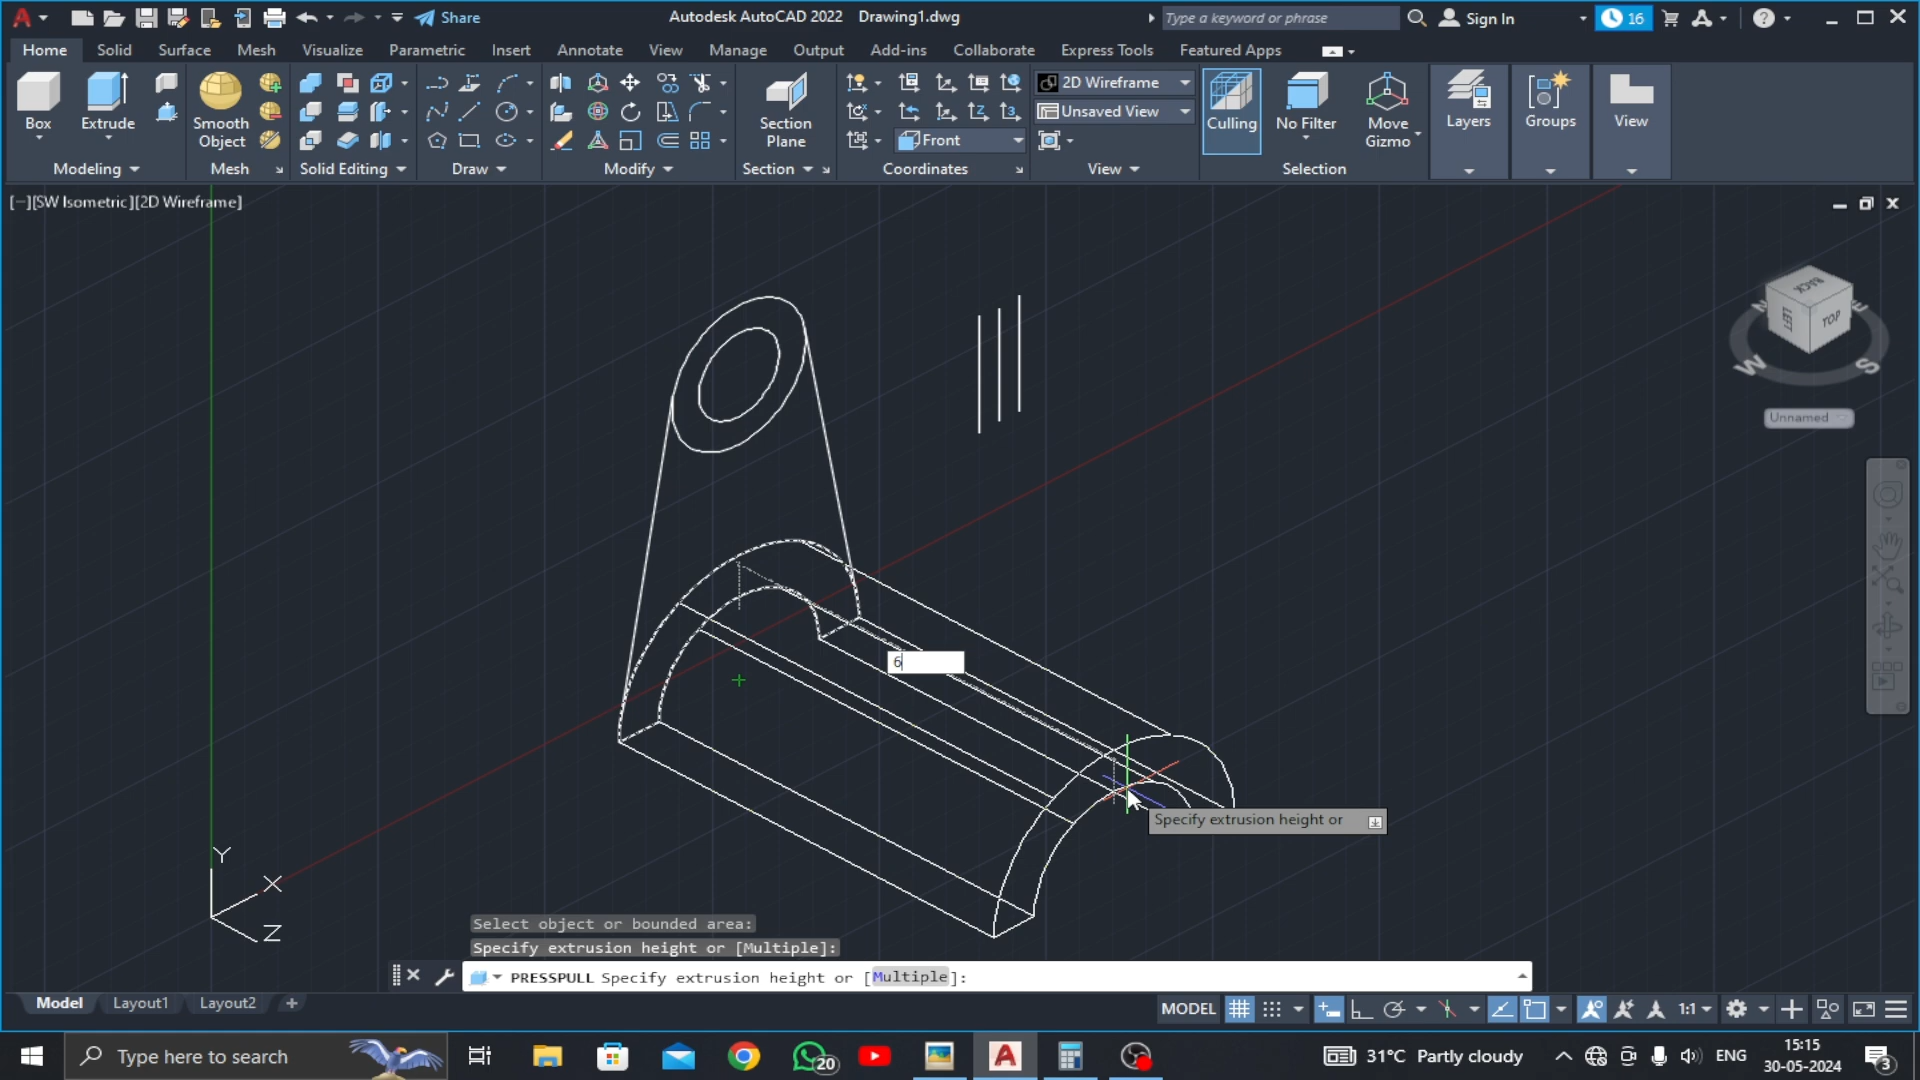 Share
Autodesk AutoCAD 2022 Drawing1.dwg
Type a keyword or phrase
Sign In
16
Home Solid Surface Mesh Visualize Parametric Insert Annotate View Manage Output Add-ins Collaborate Express Tools Featured Apps
2D Wireframe
Unsaved View
Front
Box
Extrude
Smooth
Object
Section
Plane
Culling
No Filter
Move
Gizmo
Layers
Groups
View
Modeling
Mesh
Solid Editing
Draw
Modify
Section
Coordinates
View
Selection
[−][SW Isometric][2D Wireframe]
BACK
LEFT
TOP
N
E
W
S
Unnamed
6
Specify extrusion height or
Y
X
Z
Select object or bounded area:
Specify extrusion height or [Multiple]:
PRESSPULL Specify extrusion height or [Multiple]:
Model Layout1 Layout2 +
MODEL
1:1
Type here to search
20
31°C Partly cloudy
ENG
15:15
30-05-2024
3